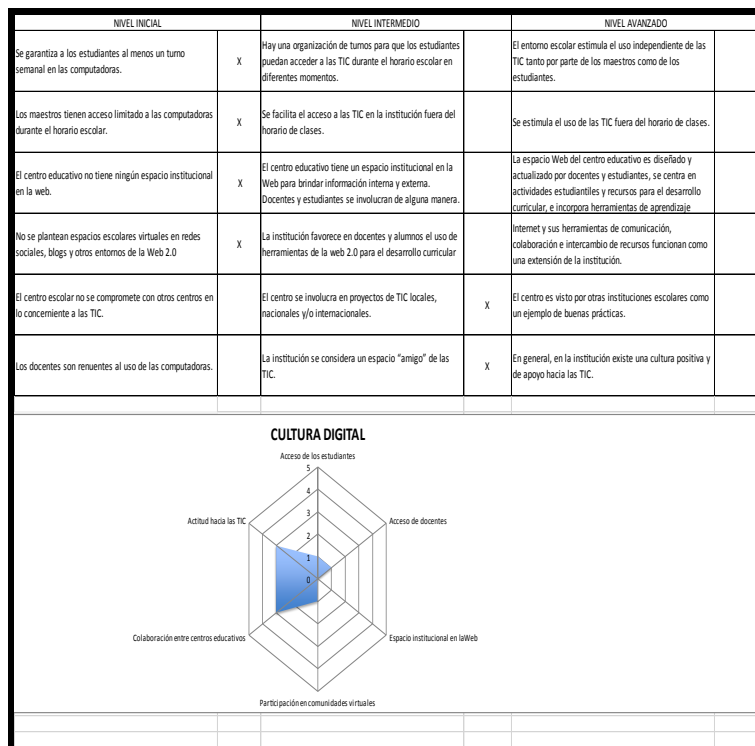 NIVEL INICIAL
NIVEL INTERMEDIO
NIVEL AVANZADO
Se garantiza a los estudiantes al menos un turno
semanal en las computadoras.
X
Hay una organización de turnos para que los estudiantes
puedan acceder a las TIC durante el horario escolar en
diferentes momentos.
El entorno escolar estimula el uso independiente de las
TIC tanto por parte de los maestros como de los
estudiantes.
Los maestros tienen acceso limitado a las computadoras
durante el horario escolar.
X
Se facilita el acceso a las TIC en la institución fuera del
horario de clases.
Se estimula el uso de las TIC fuera del horario de clases.
El centro educativo no tiene ningún espacio institucional
en la web.
X
El centro educativo tiene un espacio institucional en la
Web para brindar información interna y externa.
Docentes y estudiantes se involucran de alguna manera.
La espacio Web del centro educativo es diseñado y
actualizado por docentes y estudiantes, se centra en
actividades estudiantiles y recursos para el desarrollo
curricular, e incorpora herramientas de aprendizaje
No se plantean espacios escolares virtuales en redes
sociales, blogs y otros entornos de la Web 2.0
X
La institución favorece en docentes y alumnos el uso de
herramientas de la web 2.0 para el desarrollo curricular
Internet y sus herramientas de comunicación,
colaboración e intercambio de recursos funcionan como
una extensión de la institución.
El centro escolar no se compromete con otros centros en
lo concerniente a las TIC.
El centro se involucra en proyectos de TIC locales,
nacionales y/o internacionales.
X
El centro es visto por otras instituciones escolares como
un ejemplo de buenas prácticas.
Los docentes son renuentes al uso de las computadoras.
La institución se considera un espacio “amigo” de las
TIC.
X
En general, en la institución existe una cultura positiva y
de apoyo hacia las TIC.
CULTURA DIGITAL
Acceso de los estudiantes
5
4
3
2
1
0
Actitud hacia las TIC
Acceso de docentes
Colaboración entre centros educativos
Espacio institucional en laWeb
Participación en comunidades virtuales